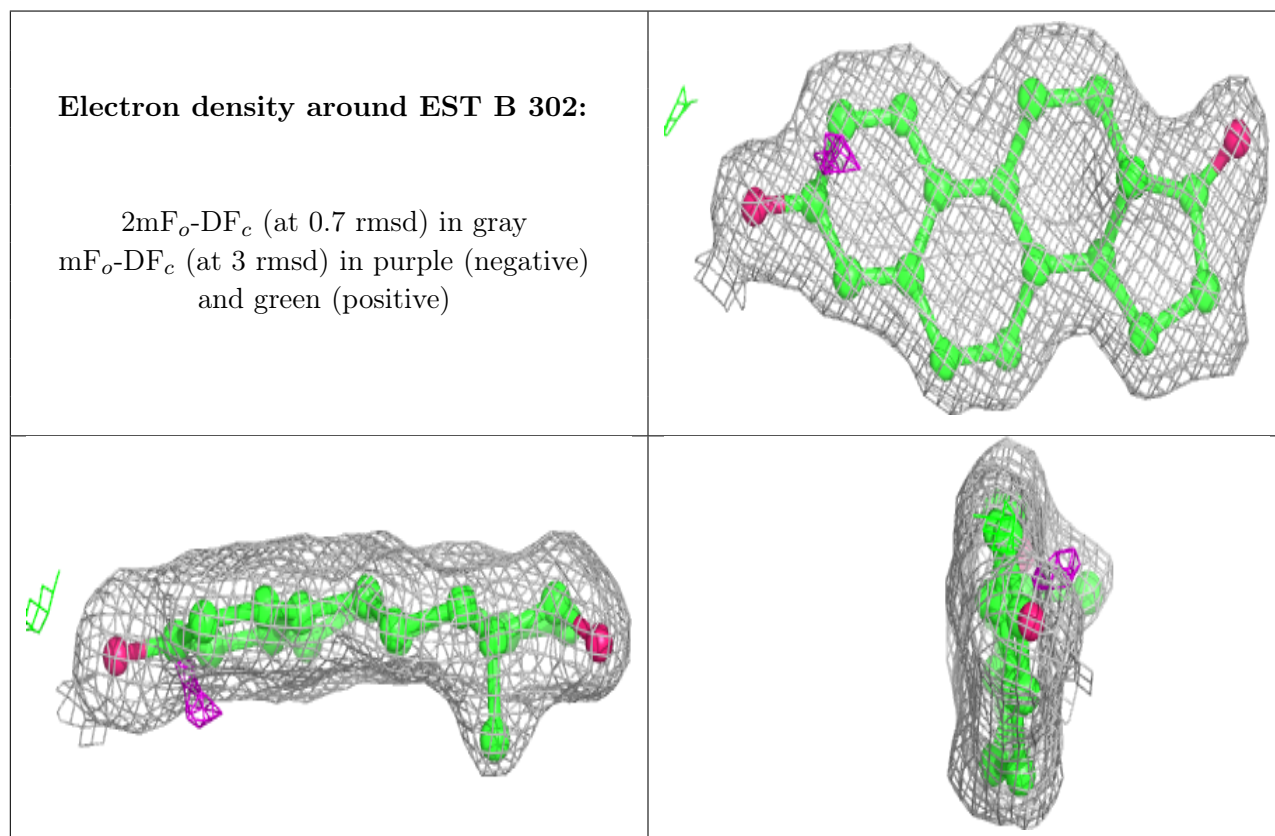 Electron density around EST B 302:
2mFo-DFc (at 0.7 rmsd) in gray
mFo-DFc (at 3 rmsd) in purple (negative)
and green (positive)